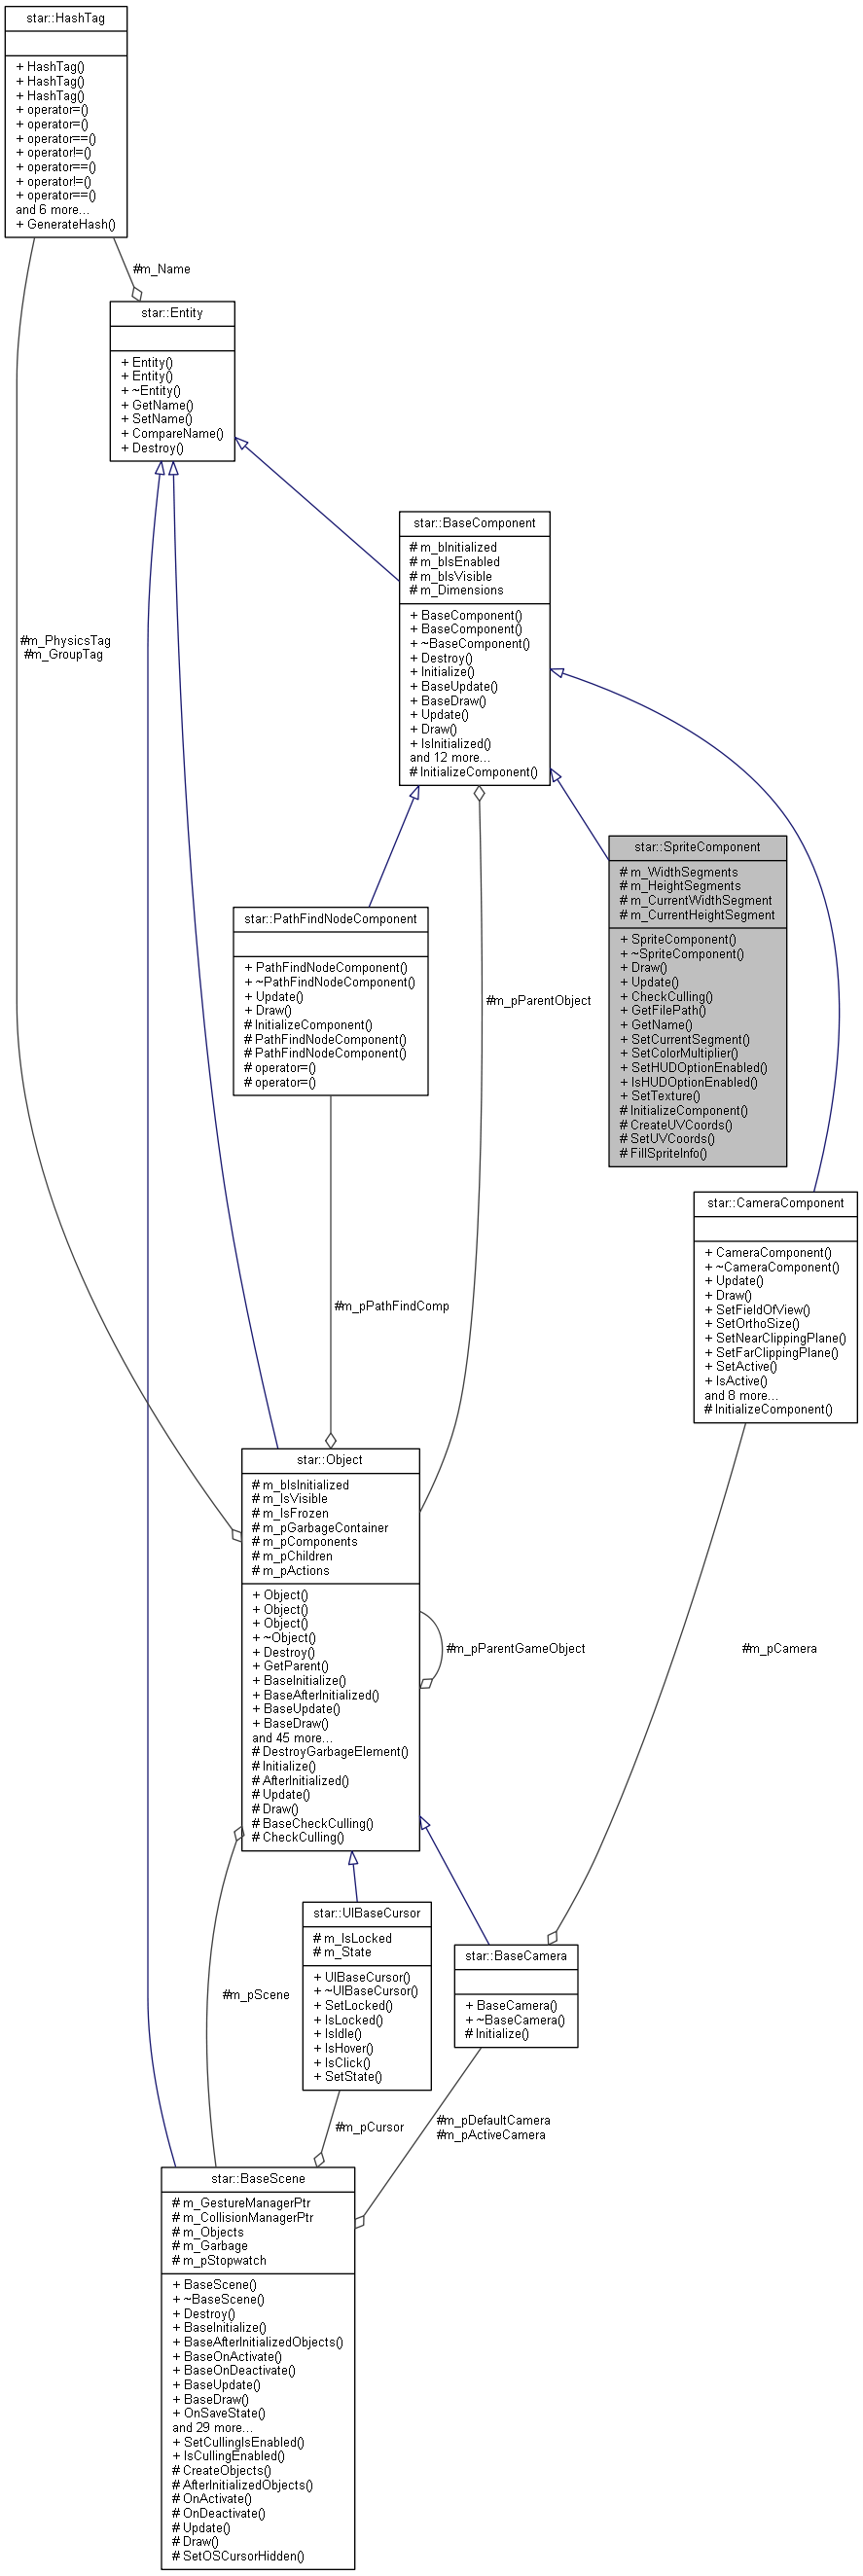 star::HashTag
+ HashTag()
+ HashTag()
+ HashTag()
+ operator=()
+ operator=()
+ operator==()
+ operator!=()
+ operator==()
+ operator!=()
+ operator==()
and 6 more...
+ GenerateHash()
#m_Name
star::Entity
+ Entity()
+ Entity()
+ ~Entity()
+ GetName()
+ SetName()
+ CompareName()
+ Destroy()
star::BaseComponent
# m_bInitialized
# m_bIsEnabled
# m_bIsVisible
# m_Dimensions
+ BaseComponent()
+ BaseComponent()
+ ~BaseComponent()
+ Destroy()
+ Initialize()
+ BaseUpdate()
+ BaseDraw()
+ Update()
+ Draw()
+ IsInitialized()
and 12 more...
# InitializeComponent()
#m_PhysicsTag
#m_GroupTag
star::SpriteComponent
# m_WidthSegments
# m_HeightSegments
# m_CurrentWidthSegment
# m_CurrentHeightSegment
+ SpriteComponent()
+ ~SpriteComponent()
+ Draw()
+ Update()
+ CheckCulling()
+ GetFilePath()
+ GetName()
+ SetCurrentSegment()
+ SetColorMultiplier()
+ SetHUDOptionEnabled()
+ IsHUDOptionEnabled()
+ SetTexture()
# InitializeComponent()
# CreateUVCoords()
# SetUVCoords()
# FillSpriteInfo()
star::PathFindNodeComponent
+ PathFindNodeComponent()
+ ~PathFindNodeComponent()
+ Update()
+ Draw()
# InitializeComponent()
# PathFindNodeComponent()
# PathFindNodeComponent()
# operator=()
# operator=()
#m_pParentObject
star::CameraComponent
+ CameraComponent()
+ ~CameraComponent()
+ Update()
+ Draw()
+ SetFieldOfView()
+ SetOrthoSize()
+ SetNearClippingPlane()
+ SetFarClippingPlane()
+ SetActive()
+ IsActive()
and 8 more...
# InitializeComponent()
#m_pPathFindComp
star::Object
# m_bIsInitialized
# m_IsVisible
# m_IsFrozen
# m_pGarbageContainer
# m_pComponents
# m_pChildren
# m_pActions
+ Object()
+ Object()
+ Object()
+ ~Object()
+ Destroy()
+ GetParent()
+ BaseInitialize()
+ BaseAfterInitialized()
+ BaseUpdate()
+ BaseDraw()
and 45 more...
# DestroyGarbageElement()
# Initialize()
# AfterInitialized()
# Update()
# Draw()
# BaseCheckCulling()
# CheckCulling()
#m_pParentGameObject
#m_pCamera
star::UIBaseCursor
# m_IsLocked
# m_State
+ UIBaseCursor()
+ ~UIBaseCursor()
+ SetLocked()
+ IsLocked()
+ IsIdle()
+ IsHover()
+ IsClick()
+ SetState()
star::BaseCamera
+ BaseCamera()
+ ~BaseCamera()
# Initialize()
#m_pScene
#m_pCursor
#m_pDefaultCamera
#m_pActiveCamera
star::BaseScene
# m_GestureManagerPtr
# m_CollisionManagerPtr
# m_Objects
# m_Garbage
# m_pStopwatch
+ BaseScene()
+ ~BaseScene()
+ Destroy()
+ BaseInitialize()
+ BaseAfterInitializedObjects()
+ BaseOnActivate()
+ BaseOnDeactivate()
+ BaseUpdate()
+ BaseDraw()
+ OnSaveState()
and 29 more...
+ SetCullingIsEnabled()
+ IsCullingEnabled()
# CreateObjects()
# AfterInitializedObjects()
# OnActivate()
# OnDeactivate()
# Update()
# Draw()
# SetOSCursorHidden()